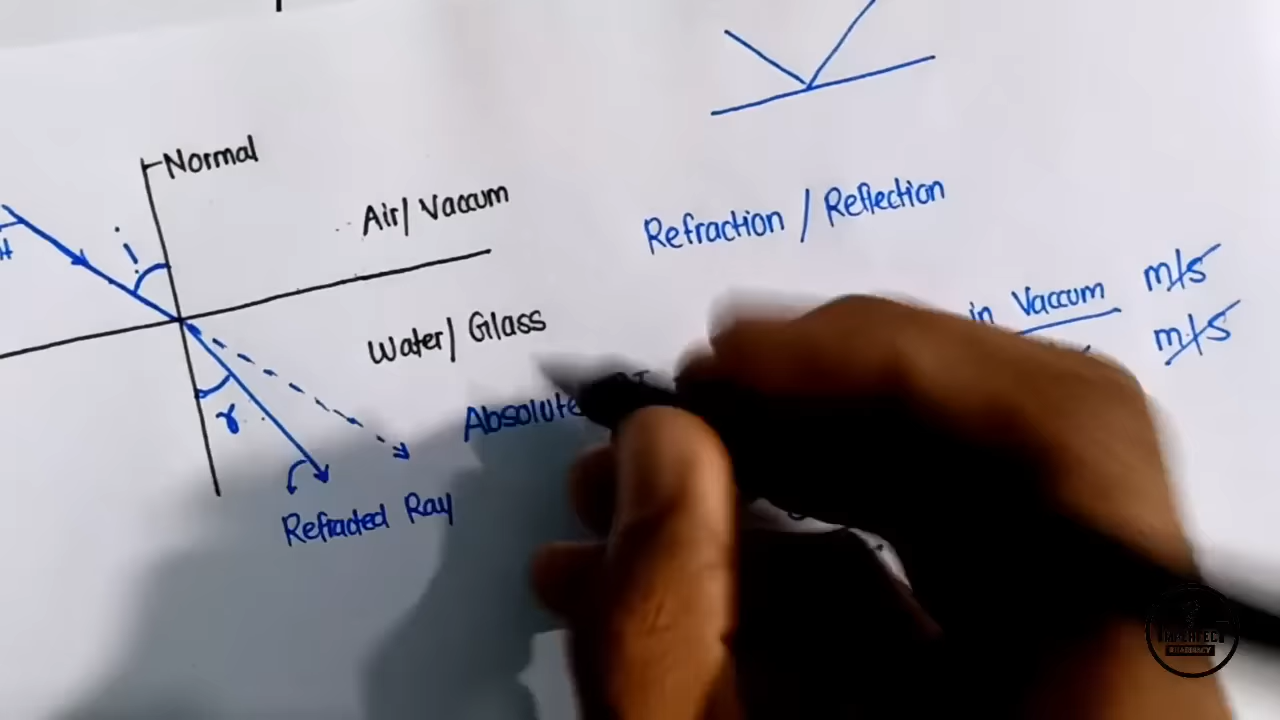 Normal
Air/Vaccum
i
Refraction / Reflection
in Vaccum m/s
Water/ Glass
m/s
Absolute
r
Refracted Ray